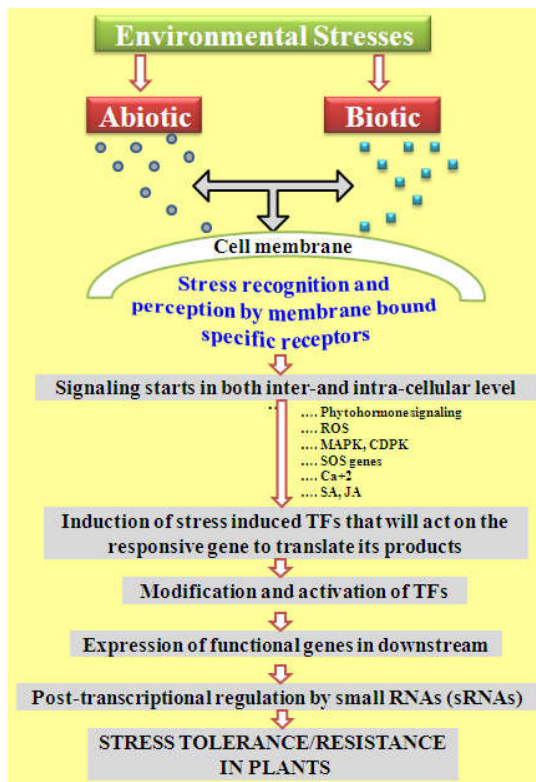 Environmental Stresses
Abiotic
Biotic
Cell membrane
Stress recognition and
perception by membrane bound
specific receptors
Signaling starts in both inter-and intra-cellular level
.... Phytohormone signaling
.... ROS
.... MAPK, CDPK
.... SOS genes
.... Ca+2
.... SA, JA
Induction of stress induced TFs that will act on the
responsive gene to translate its products
Modification and activation of TFs
Expression of functional genes in downstream
Post-transcriptional regulation by small RNAs (sRNAs)
STRESS TOLERANCE/RESISTANCE
IN PLANTS